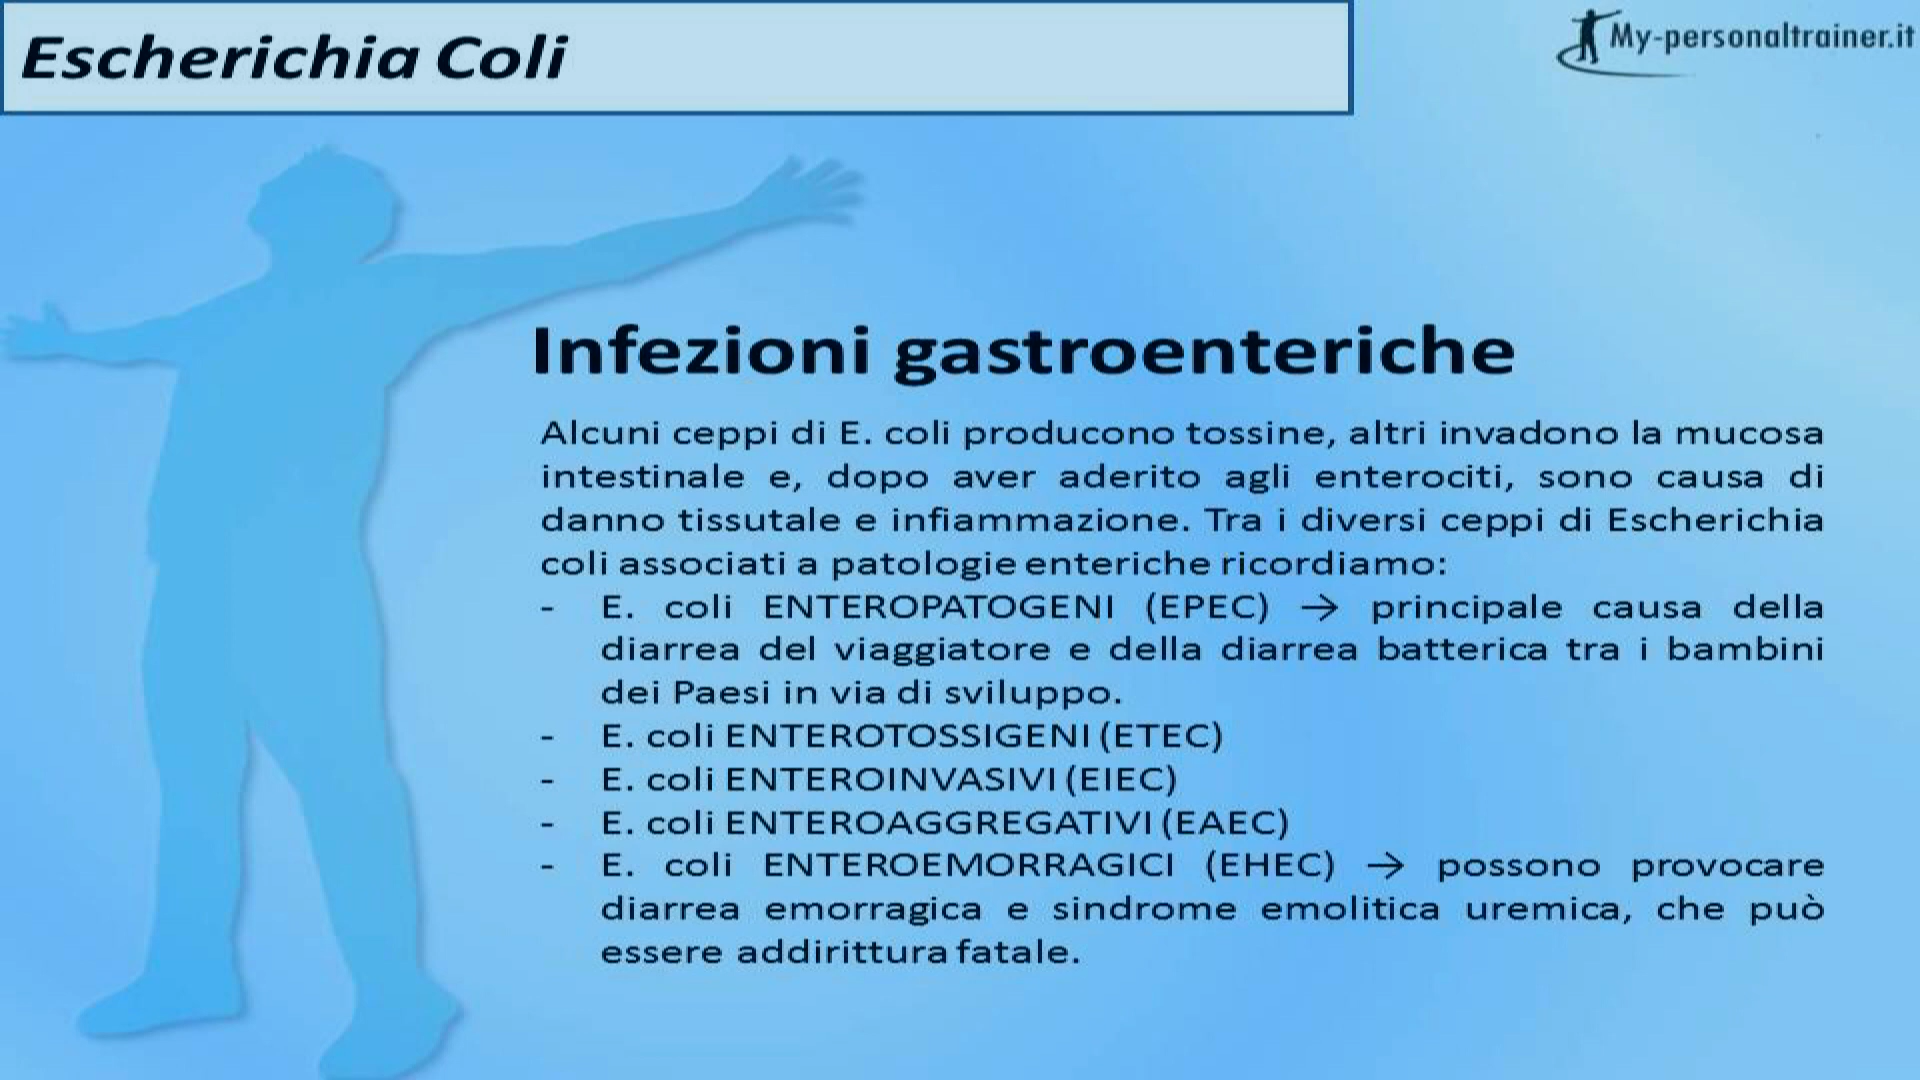 Escherichia Coli
My-personaltrainer.it
Infezioni gastroenteriche
Alcuni ceppi di E. coli producono tossine, altri invadono la mucosa
intestinale e, dopo aver aderito agli enterociti, sono causa di
danno tissutale e infiammazione. Tra i diversi ceppi di Escherichia
coli associati a patologie enteriche ricordiamo:
- E. coli ENTEROPATOGENI (EPEC) → principale causa della
diarrea del viaggiatore e della diarrea batterica tra i bambini
dei Paesi in via di sviluppo.
- E. coli ENTEROTOSSIGENI (ETEC)
- E. coli ENTEROINVASIVI (EIEC)
- E. coli ENTEROAGGREGATIVI (EAEC)
- E. coli ENTEROEMORRAGICI (EHEC) → possono provocare
diarrea emorragica e sindrome emolitica uremica, che può
essere addirittura fatale.